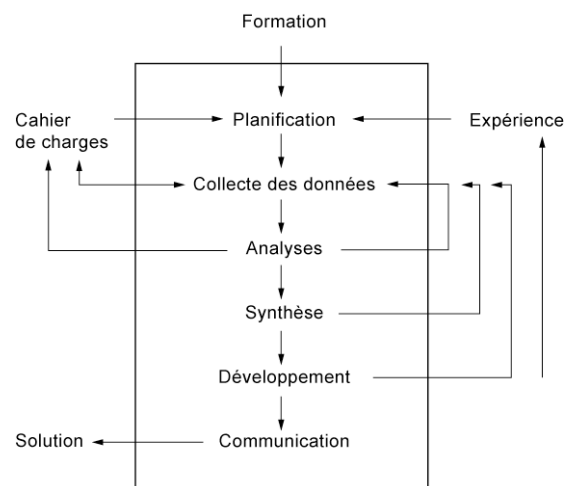 Formation
Cahier
de charges
Planification
Expérience
Collecte des données
Analyses
Synthèse
Développement
Solution
Communication